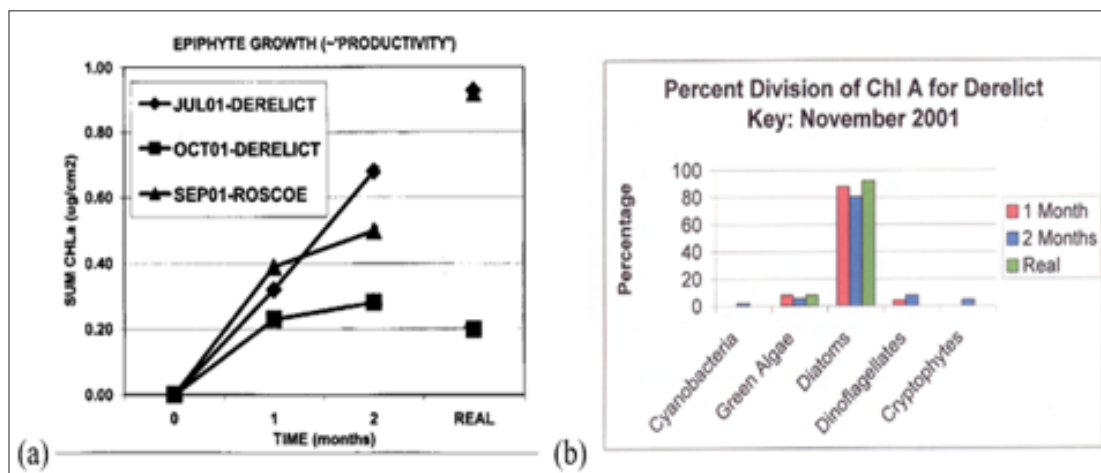 EPIPHYTE GROWTH (~'PRODUCTIVITY')
1.00
0.80
0.60
0.40
0.20
0.00
SUM CHLa (ug/cm2)
JUL01-DERELICT
OCT01-DERELICT
SEP01-ROSCOE
0 1 2 REAL
TIME (months)
(a)
Percent Division of Chl A for Derelict
Key: November 2001
100
80
60
40
20
0
Percentage
1 Month
2 Months
Real
Cyanobacteria
Green Algae
Diatoms
Dinoflagellates
Cryptophytes
(b)